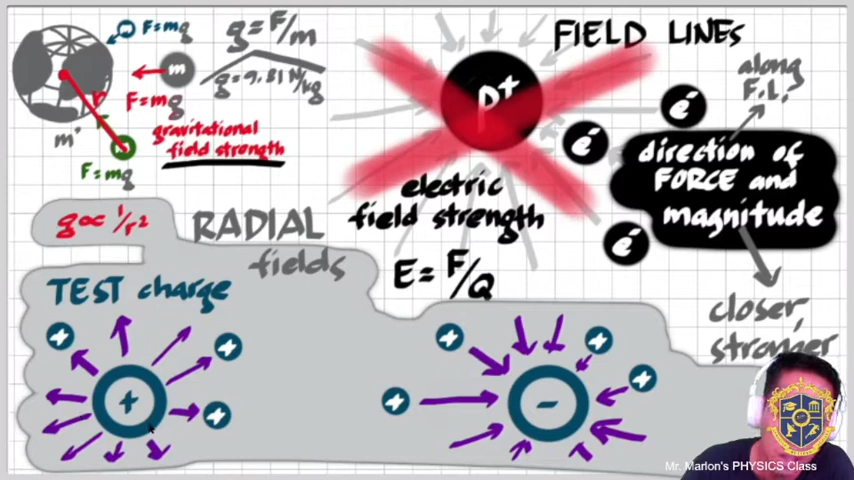 F=mg
g=F/m
g=9.81 N/kg
m
F=mg
r
m
F=mg
gravitational
field strength
g∝1/r²
RADIAL
fields
P+
electric
field strength
E=F/Q
FIELD LINES
along
F.L.
e-
e-
e-
direction of
FORCE and
magnitude
closer,
stronger
TEST charge
+
+
+
+
+
+
+
+
-
Mr. Marlon's PHYSICS Class